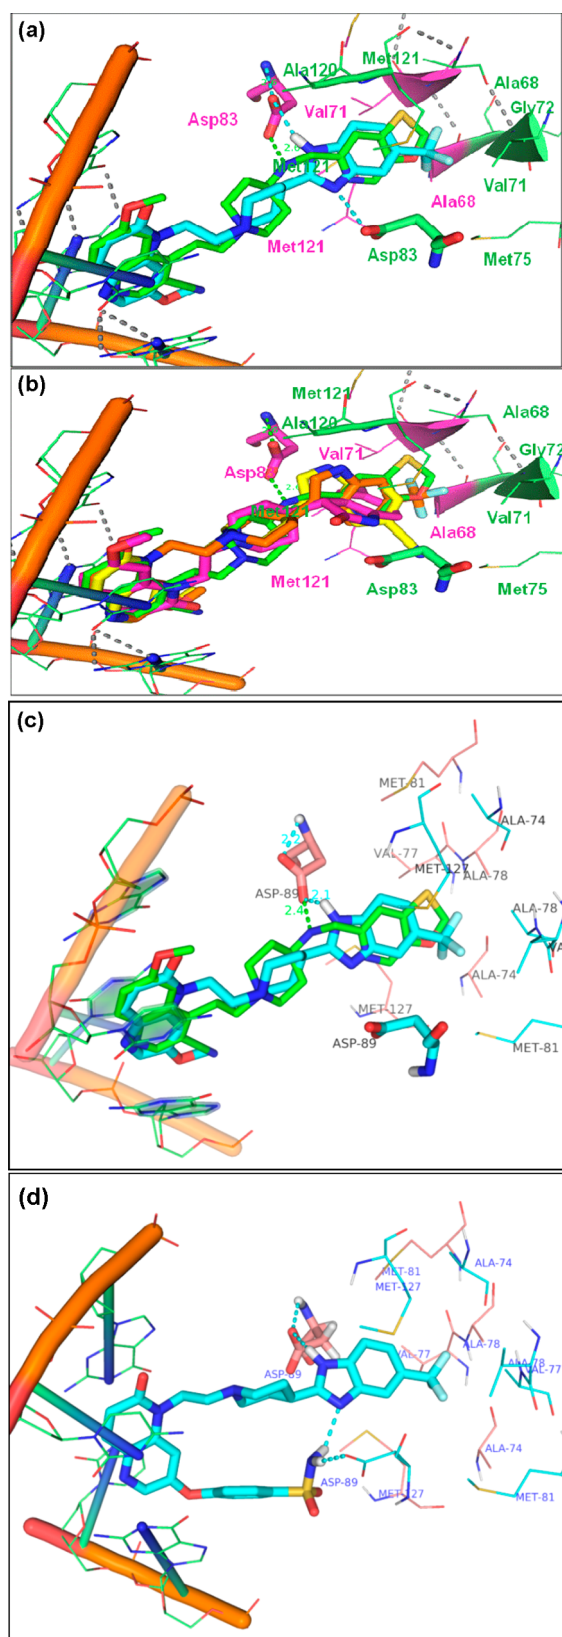 (a)
Met121
Ala120
Ala68
Asp83
Val71
Gly72
Met121
Val71
Ala68
Met121
Asp83
Met75
(b)
Met121
Ala120
Ala68
Val71
Gly72
Met121
Val71
Ala68
Met121
Asp83
Met75
(c)
MET-81
ALA-74
2.2
VAL-77
MET-127
ALA-78
ASP-89
2.1
2.4
ALA-78
ALA-74
MET-127
ASP-89
MET-81
(d)
ALA-74
MET-81
MET-127
ALA-78
VAL-77
ASP-89
ALA-78
VAL-77
ALA-74
ASP-89
MET-127
MET-81